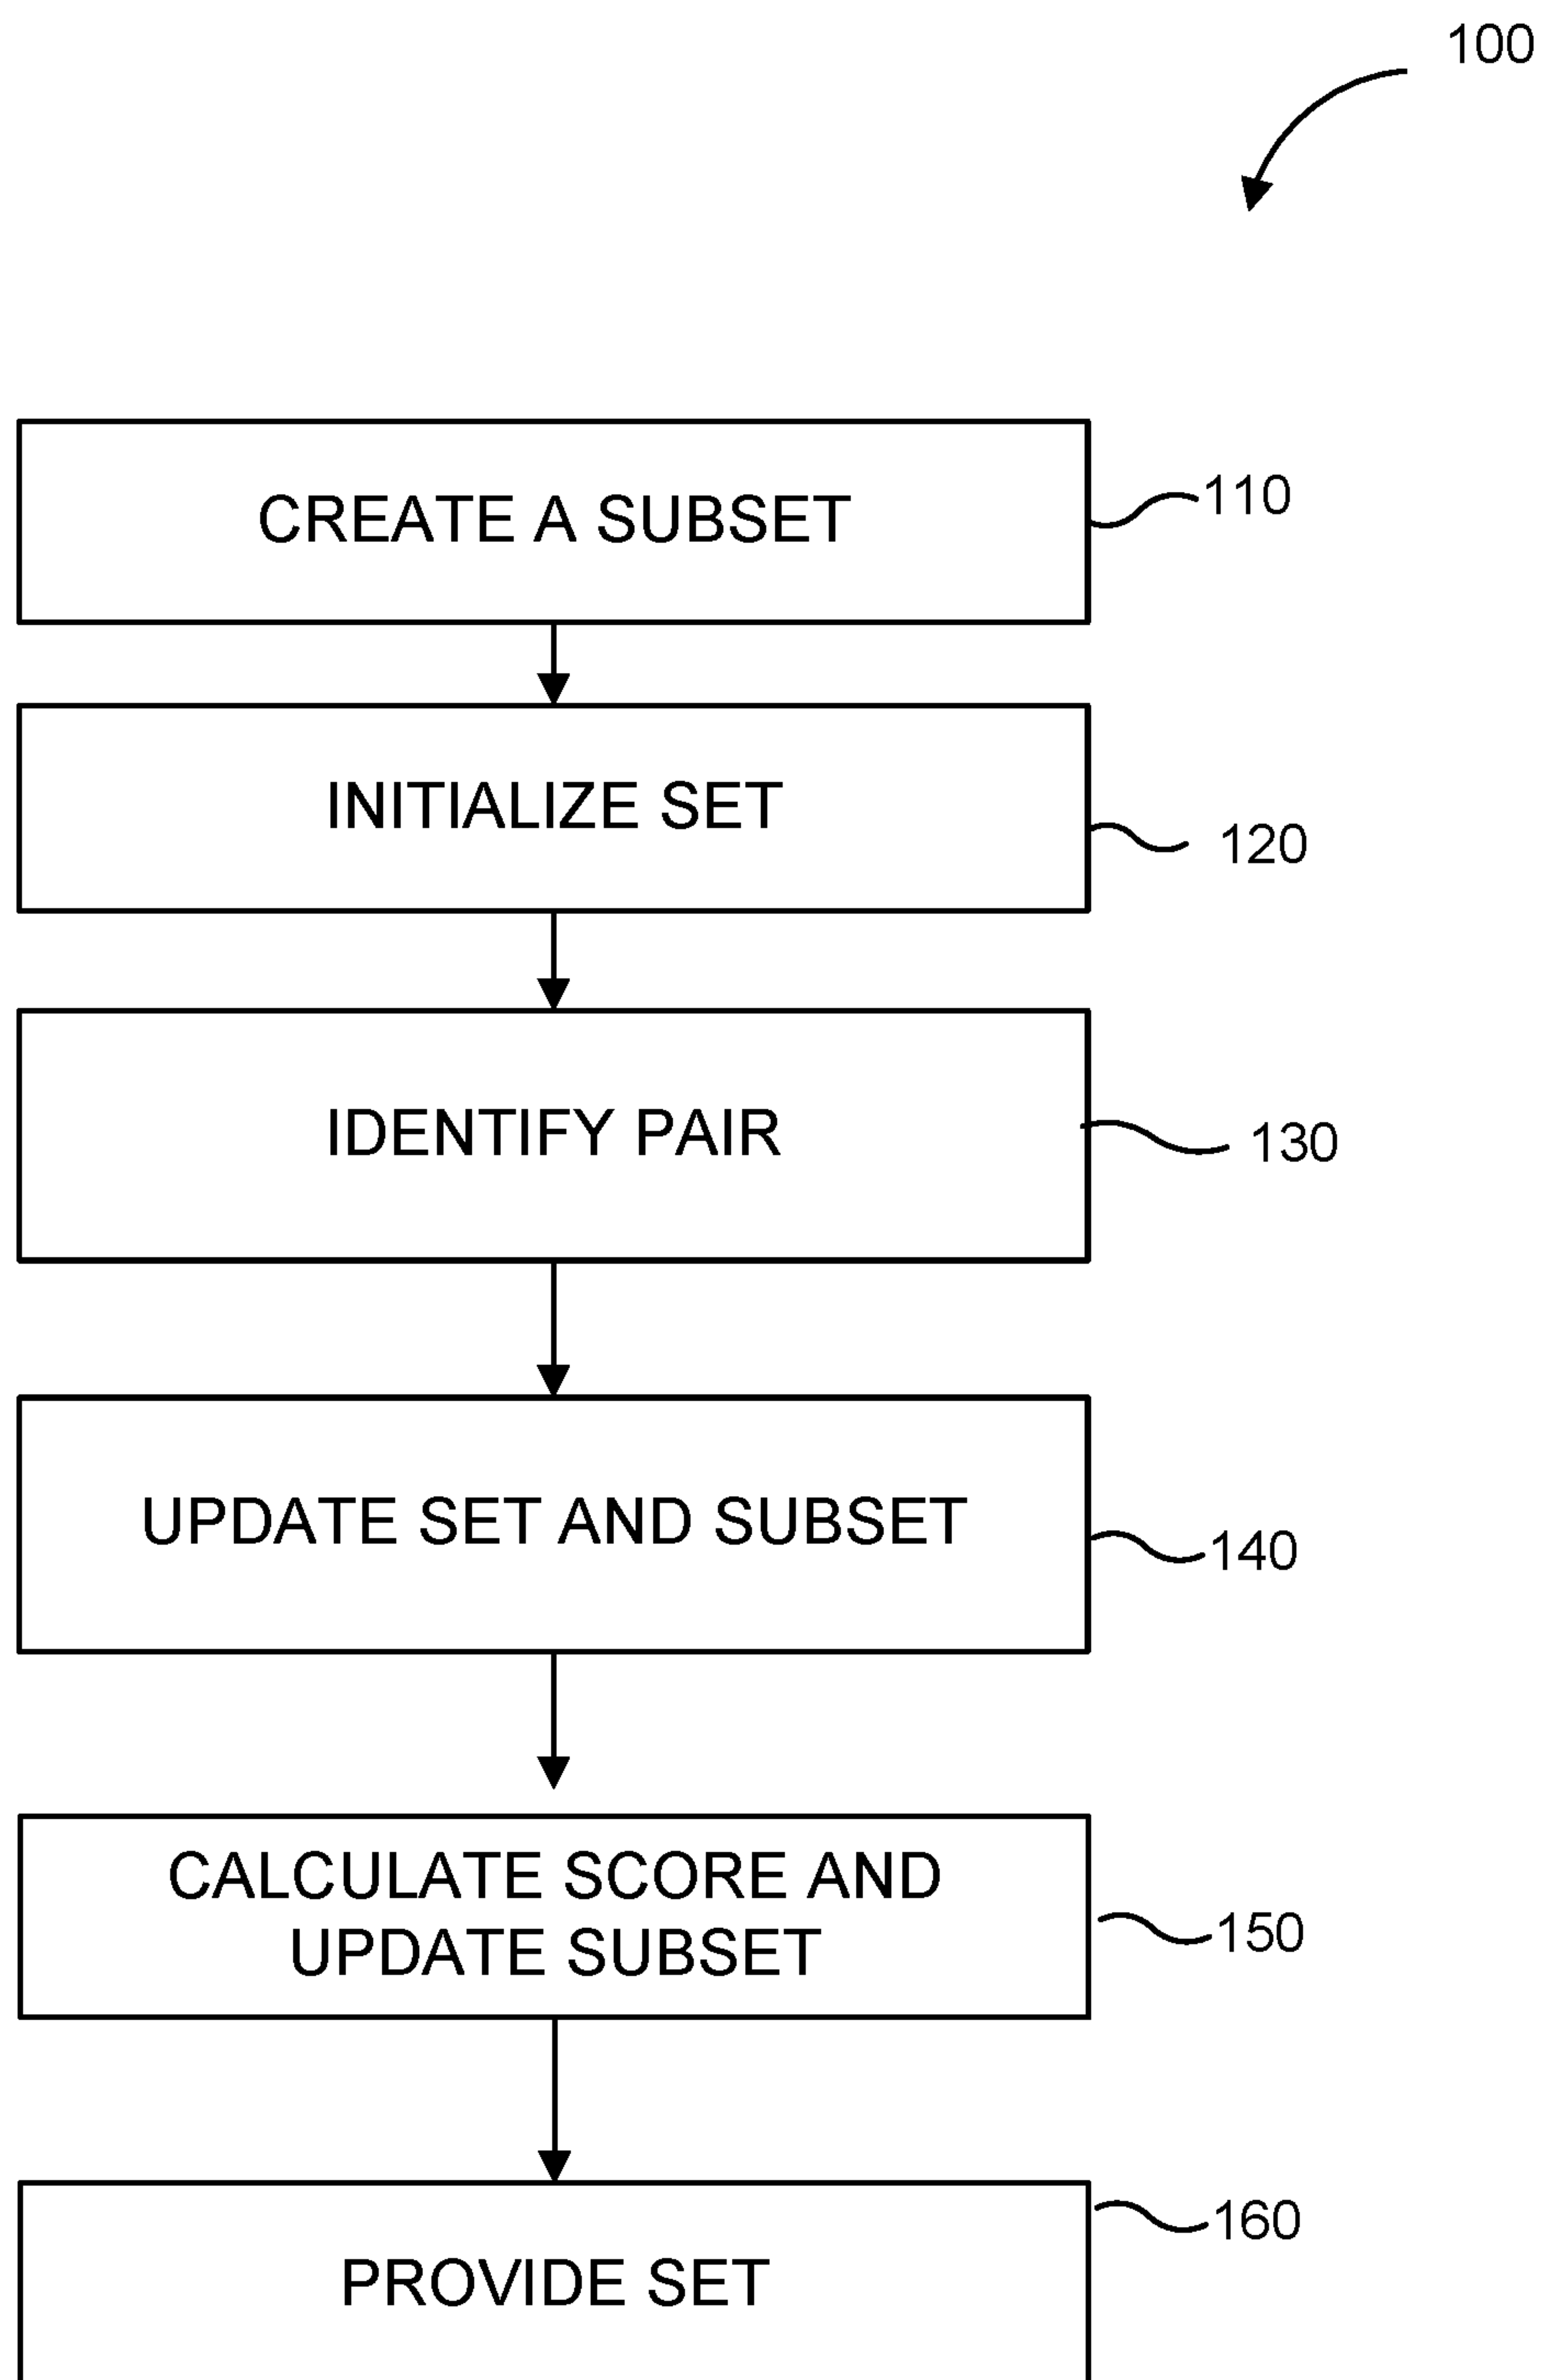 100
CREATE A SUBSET
110
INITIALIZE SET
120
IDENTIFY PAIR
130
UPDATE SET AND SUBSET
140
CALCULATE SCORE AND
UPDATE SUBSET
150
160
PROVIDE SET